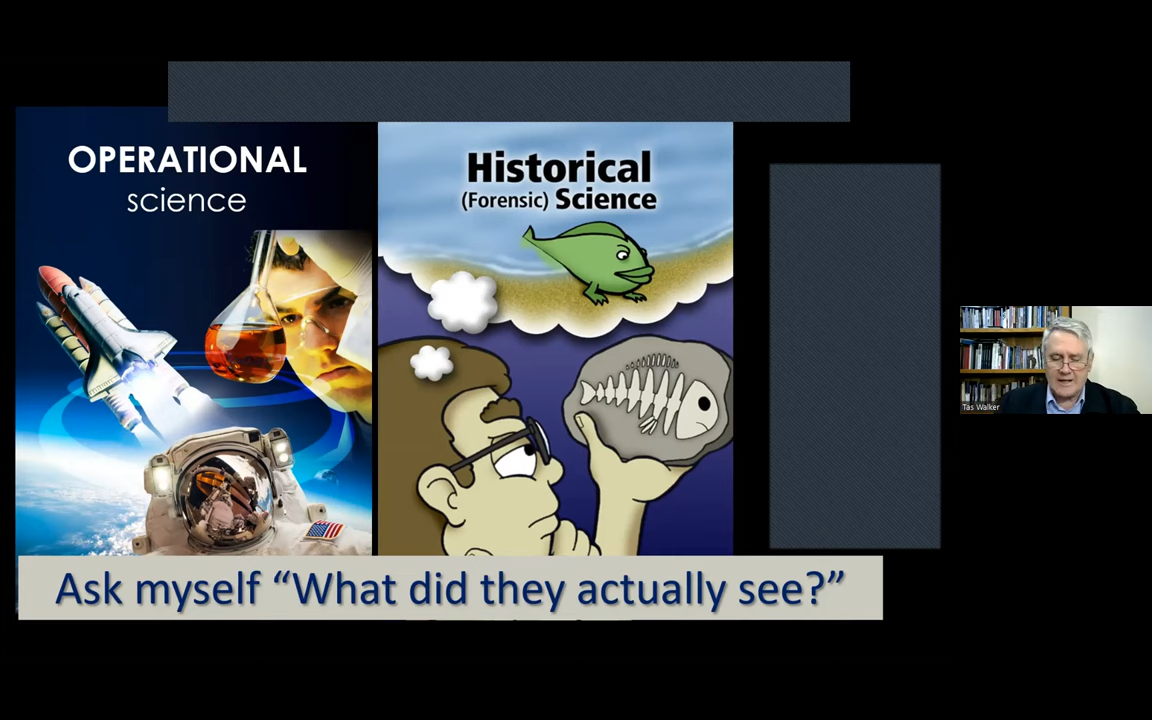 OPERATIONAL
science
Historical
(Forensic) Science
Tas Walker
Ask myself “What did they actually see?”